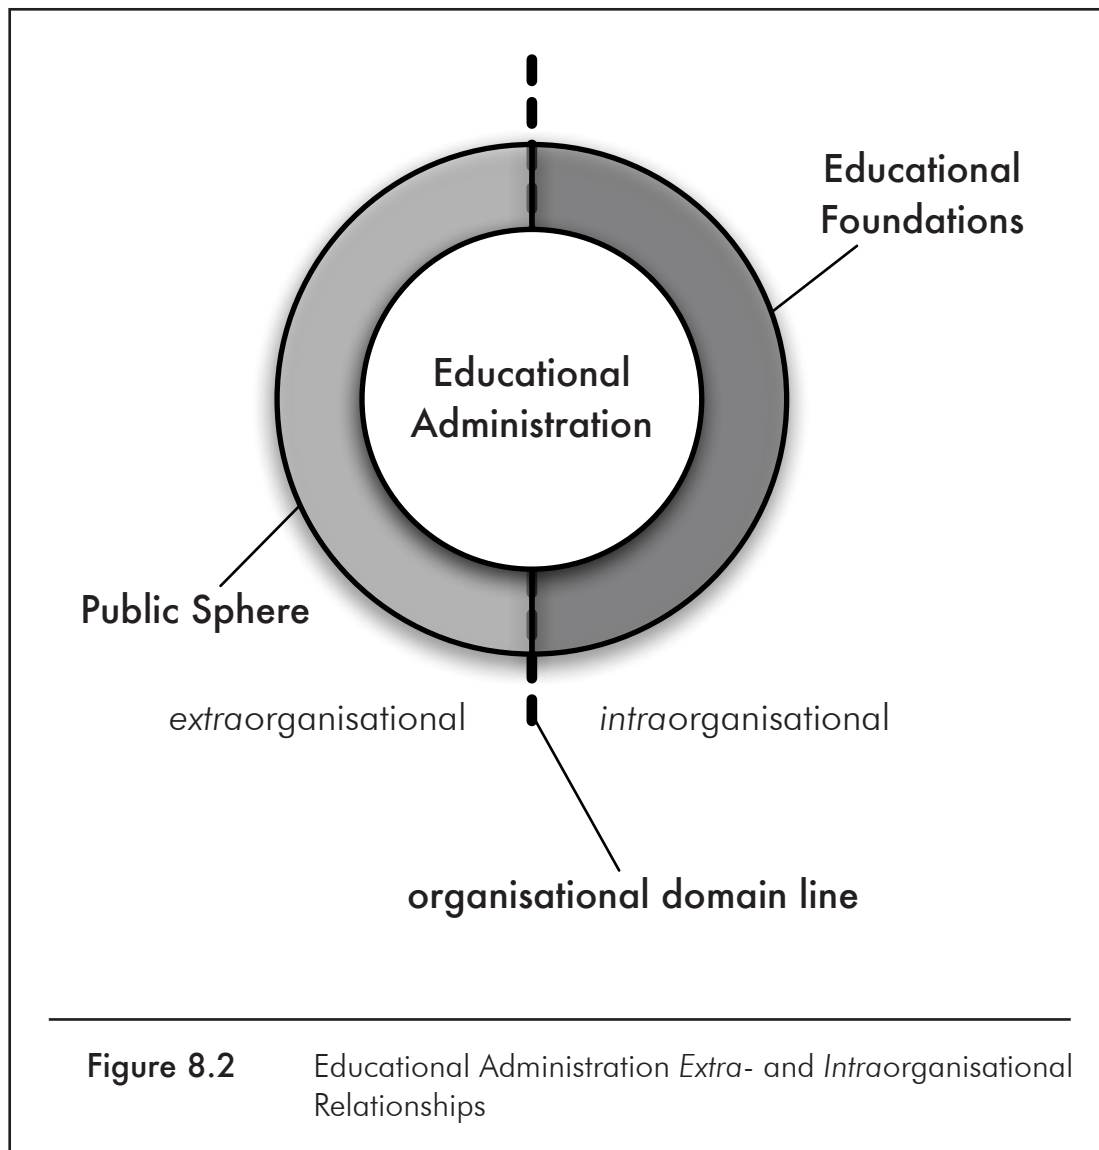 Educational
Foundations
Educational
Administration
Public Sphere
extraorganisational
intraorganisational
organisational domain line
Figure 8.2 Educational Administration Extra- and Intraorganisational
Relationships